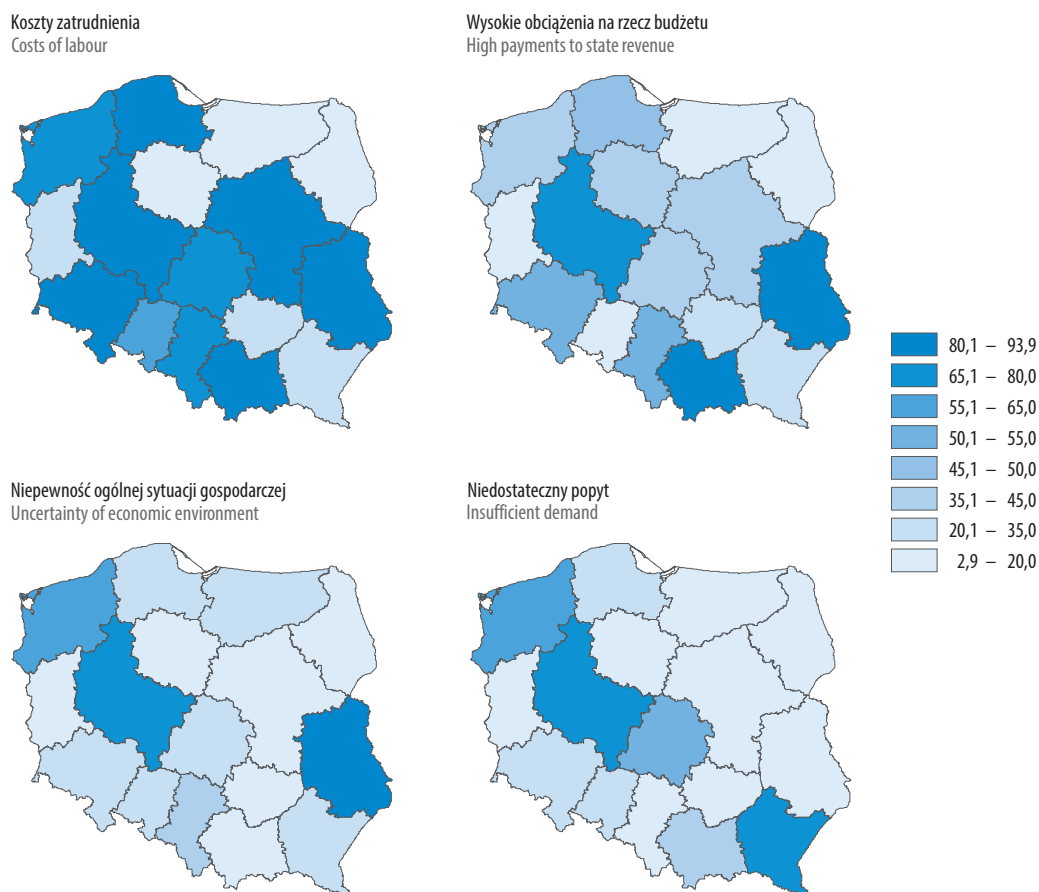 Koszty zatrudnienia
Costs of labour
Wysokie obciążenia na rzecz budżetu
High payments to state revenue
80,1 – 93,9
65,1 – 80,0
55,1 – 65,0
50,1 – 55,0
45,1 – 50,0
35,1 – 45,0
20,1 – 35,0
2,9 – 20,0
Niepewność ogólnej sytuacji gospodarczej
Uncertainty of economic environment
Niedostateczny popyt
Insufficient demand